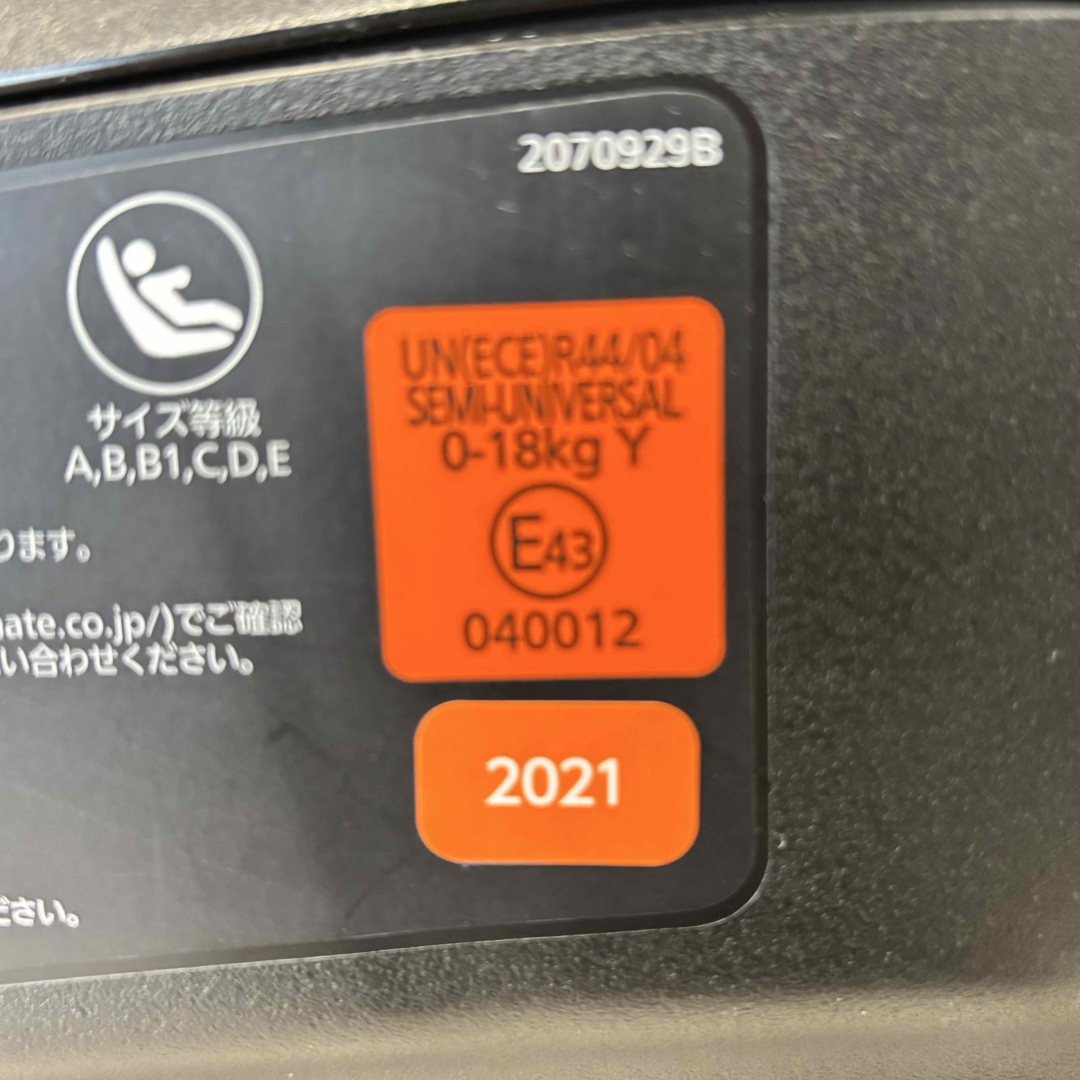 2070929B
サイズ等級
A,B,B1,C,D,E
UN(ECE)R44/04
SEMI-UNIVERSAL
0-18kg Y
E43
040012
ります。
mate.co.jp/)でご確認
い合わせください。
2021
ださい。